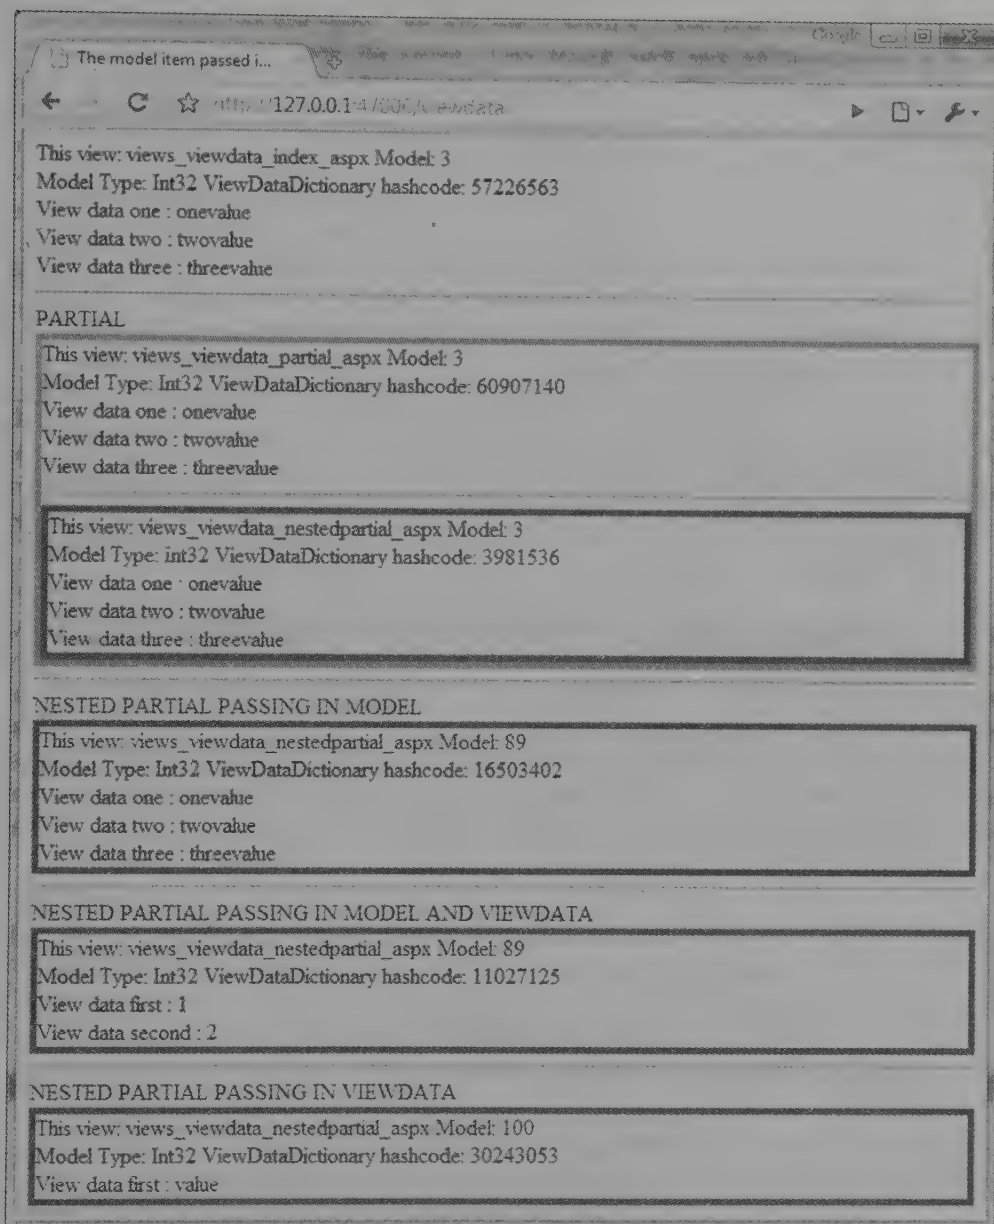 Google
The model item passed i...
127.0.0.1
This view: views_viewdata_index_aspx Model: 3
Model Type: Int32 ViewDataDictionary hashcode: 57226563
View data one : onevalue
View data two : twovalue
View data three : threevalue
PARTIAL
This view: views_viewdata_partial_aspx Model: 3
Model Type: Int32 ViewDataDictionary hashcode: 60907140
View data one : onevalue
View data two : twovalue
View data three : threevalue
This view: views_viewdata_nestedpartial_aspx Model: 3
Model Type: Int32 ViewDataDictionary hashcode: 3981536
View data one : onevalue
View data two : twovalue
View data three : threevalue
NESTED PARTIAL PASSING IN MODEL
This view: views_viewdata_nestedpartial_aspx Model: 89
Model Type: Int32 ViewDataDictionary hashcode: 16503402
View data one : onevalue
View data two : twovalue
View data three : threevalue
NESTED PARTIAL PASSING IN MODEL AND VIEWDATA
This view: views_viewdata_nestedpartial_aspx Model: 89
Model Type: Int32 ViewDataDictionary hashcode: 11027125
View data first : 1
View data second : 2
NESTED PARTIAL PASSING IN VIEWDATA
This view: views_viewdata_nestedpartial_aspx Model: 100
Model Type: Int32 ViewDataDictionary hashcode: 30243053
View data first : value